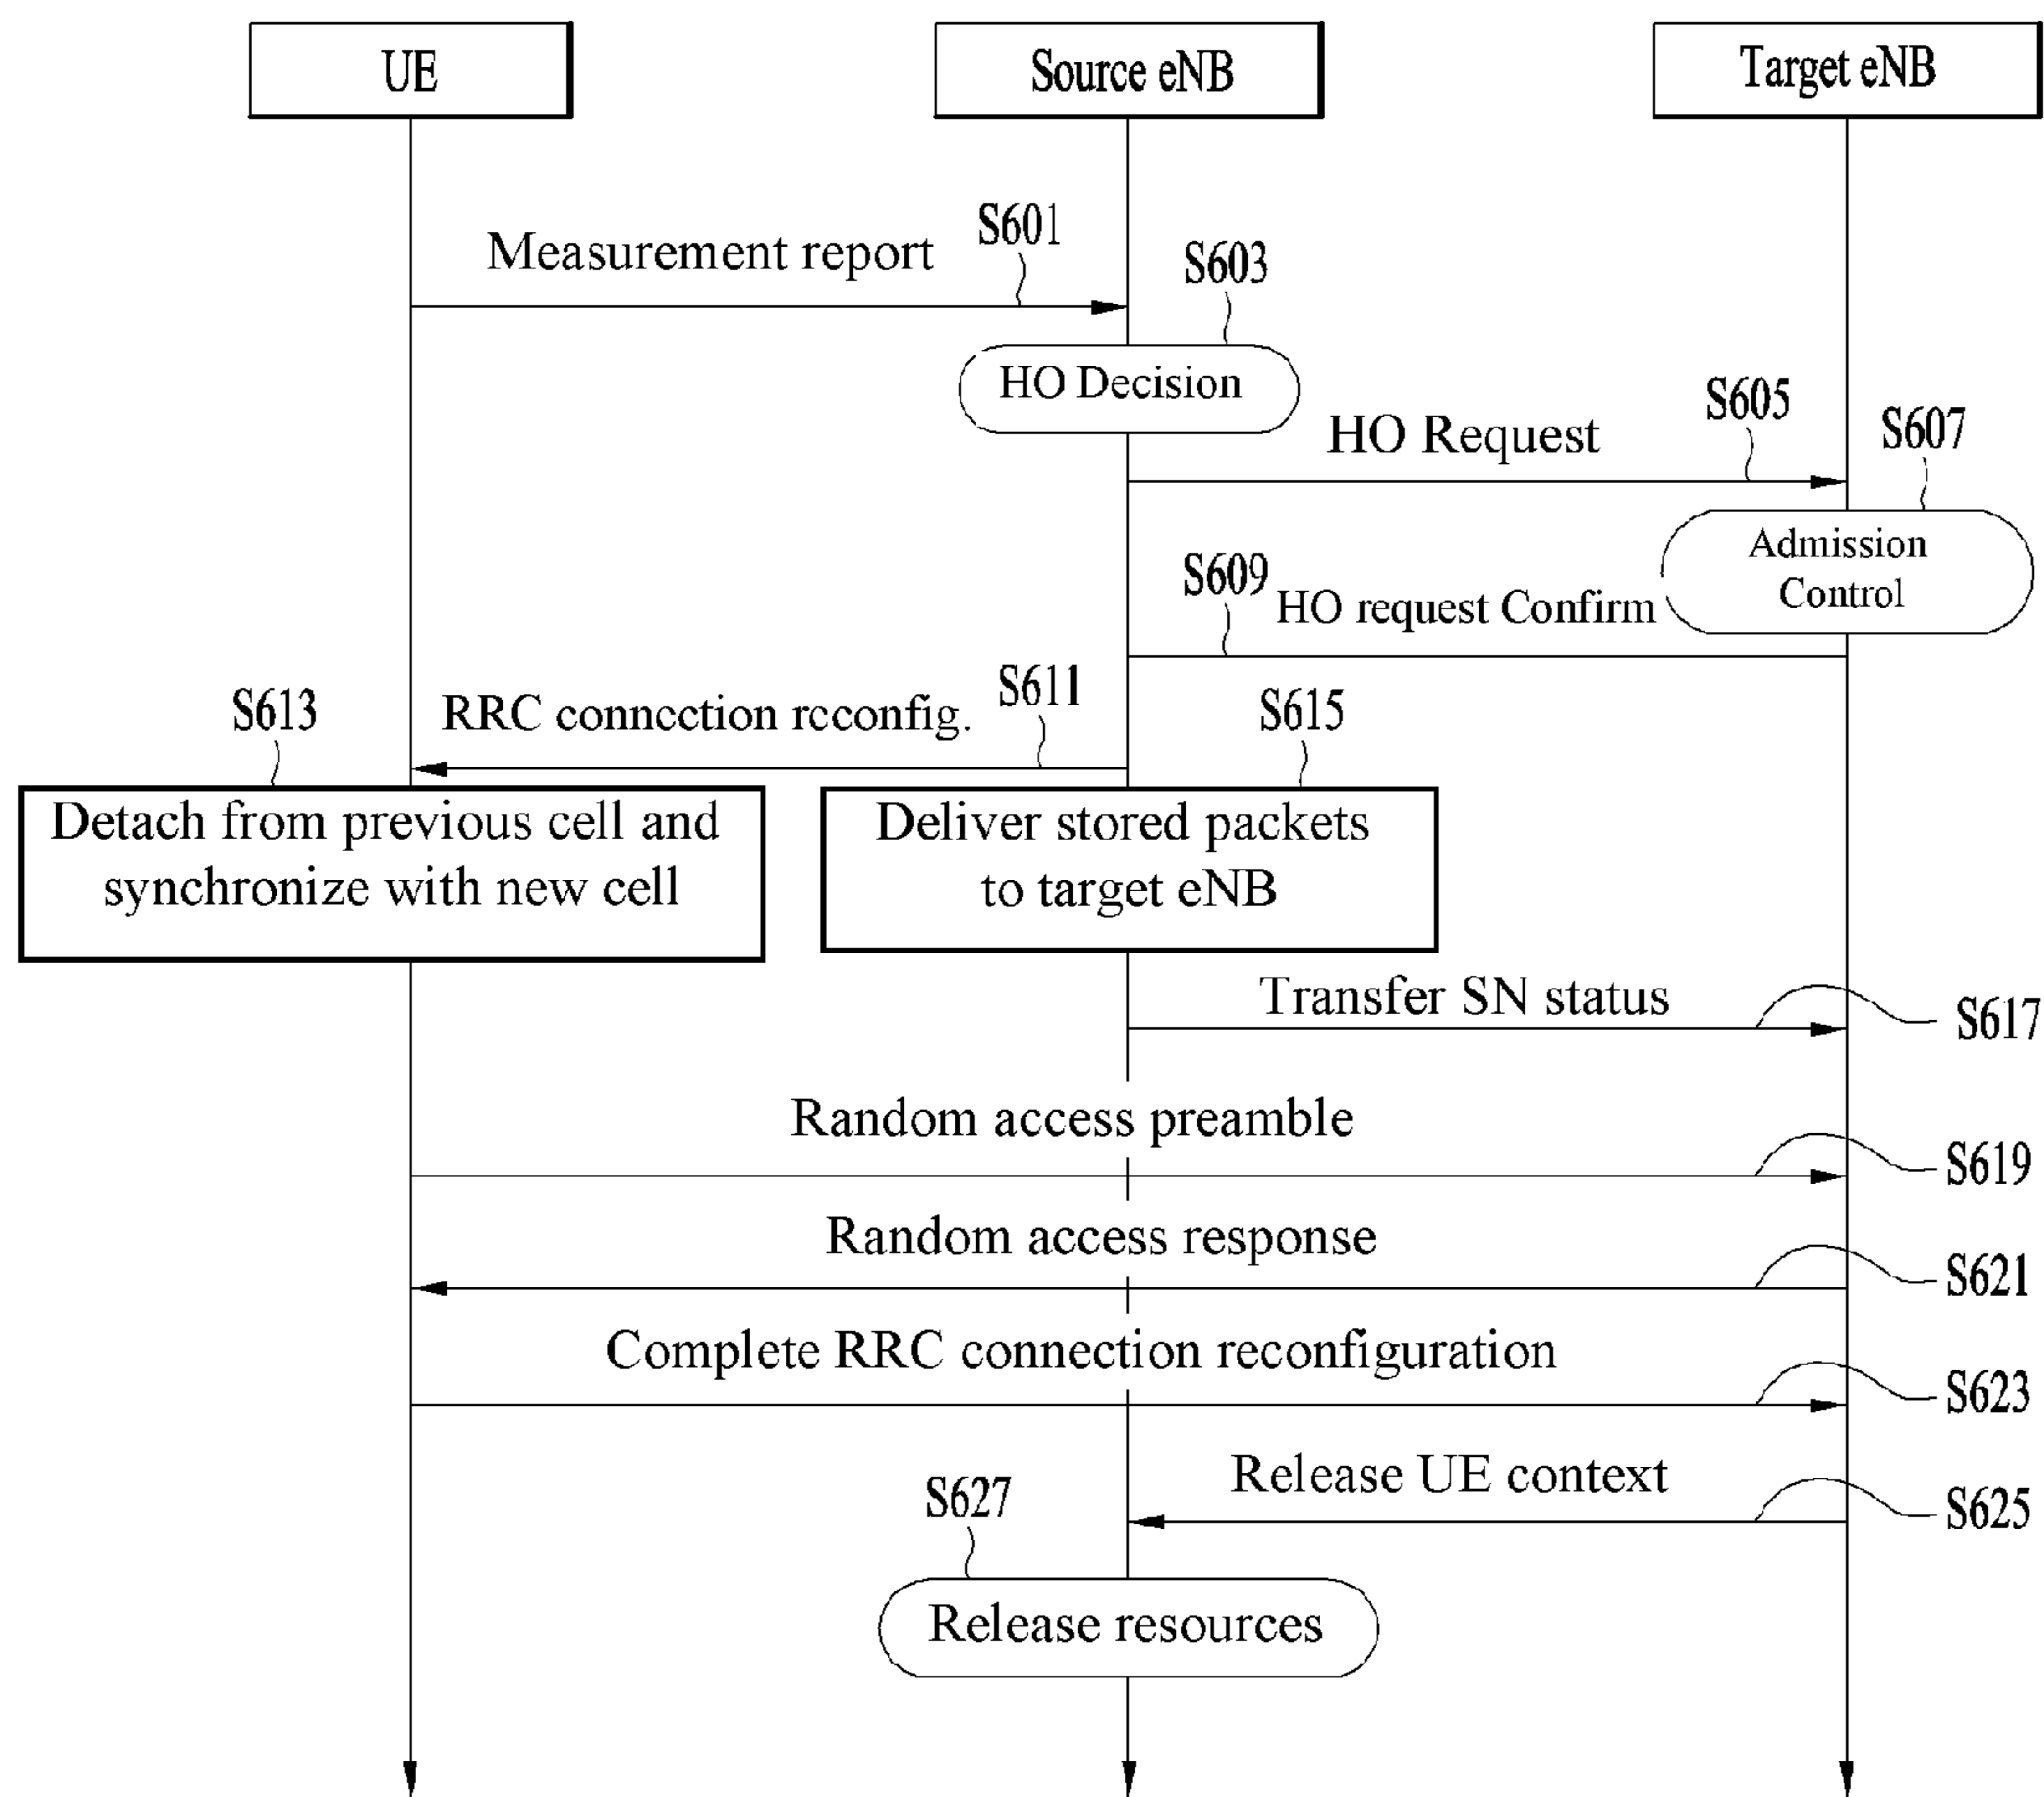 UE
Source eNB
Target eNB
S601
Measurement report
S603
HO Decision
S605
HO Request
S607
Admission
Control
S609
HO request Confirm
S611
RRC connection reconfig.
S613
S615
Detach from previous cell and
synchronize with new cell
Deliver stored packets
to target eNB
Transfer SN status
S617
Random access preamble
S619
Random access response
S621
Complete RRC connection reconfiguration
S623
Release UE context
S625
S627
Release resources